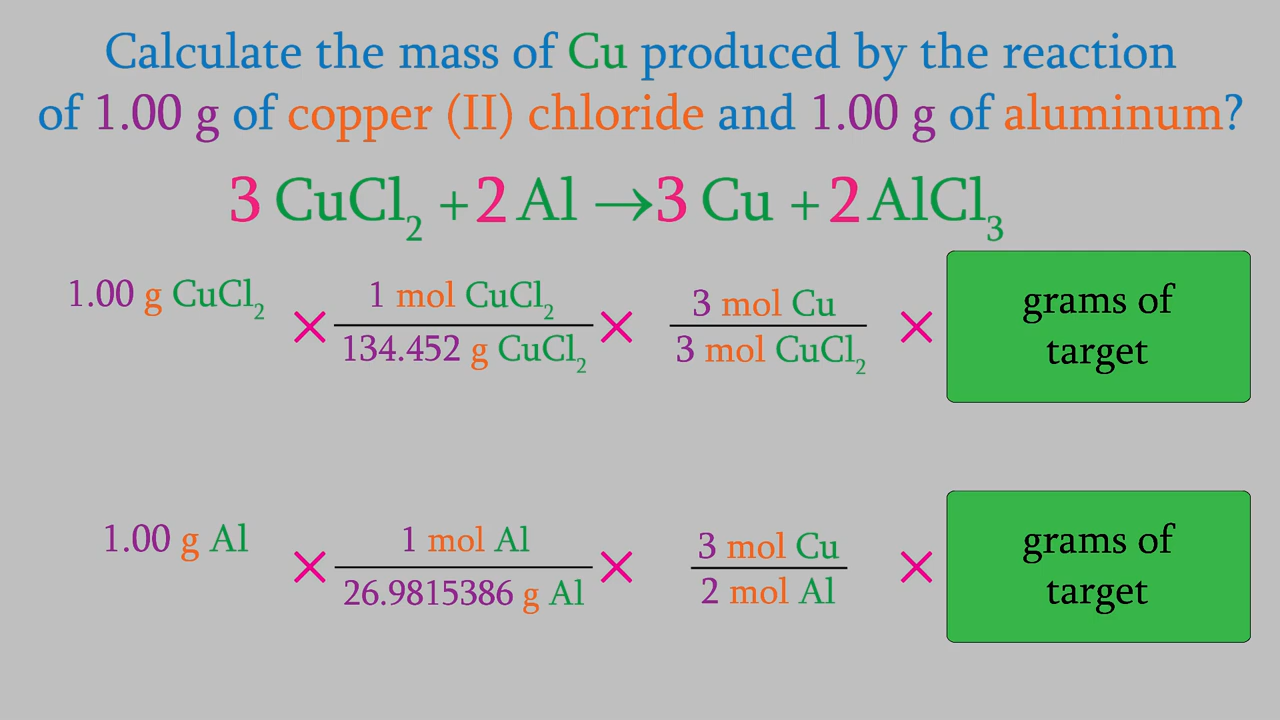 Calculate the mass of Cu produced by the reaction
of 1.00 g of copper (II) chloride and 1.00 g of aluminum?
3 CuCl₂ + 2 Al → 3 Cu + 2 AlCl₃
1.00 g CuCl₂ × 1 mol CuCl₂ / 134.452 g CuCl₂ × 3 mol Cu / 3 mol CuCl₂ ×
grams of
target
1.00 g Al × 1 mol Al / 26.9815386 g Al × 3 mol Cu / 2 mol Al ×
grams of
target